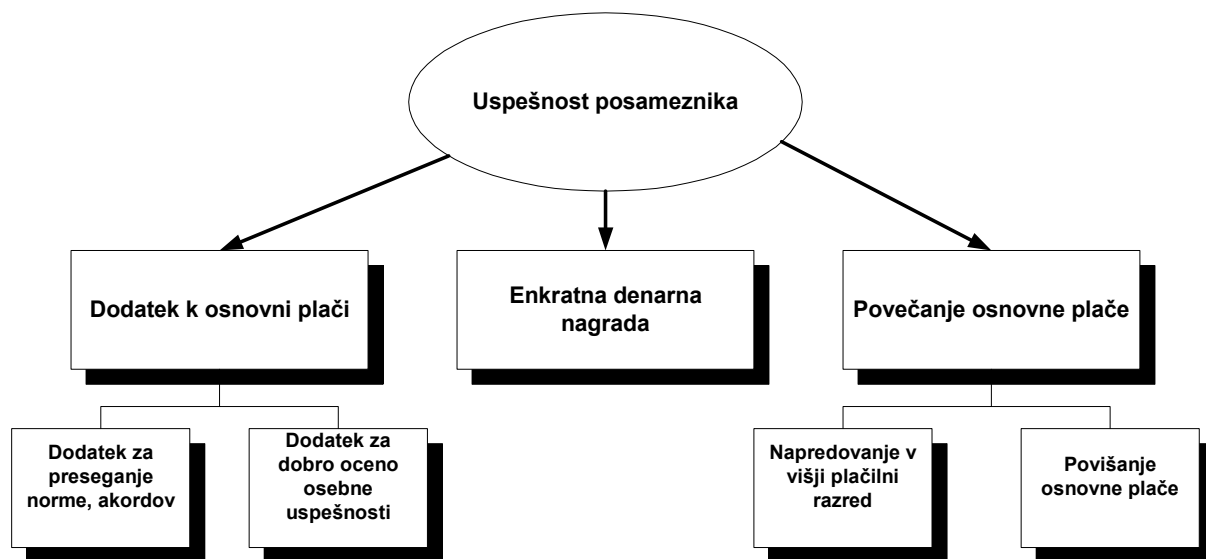 Uspešnost posameznika
Dodatek k osnovni plači
Enkratna denarna
nagrada
Povečanje osnovne plače
Dodatek za
preseganje
norme, akordov
Dodatek za
dobro oceno
osebne
uspešnosti
Napredovanje v
višji plačilni
razred
Povišanje
osnovne plače